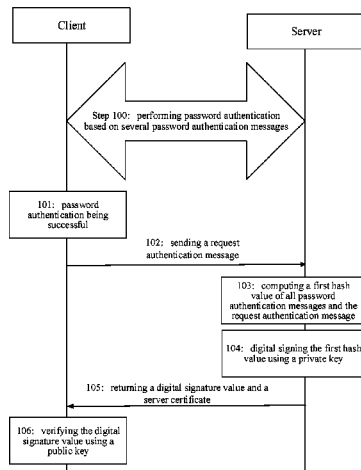 Client
Server
Step 100: performing password authentication
based on several password authentication messages
101: password
authentication being
successful
102: sending a request
authentication message
103: computing a first hash
value of all password
authentication messages and the
request authentication message
104: digital signing the first hash
value using a private key
105: returning a digital signature value and a
server certificate
106: verifying the digital
signature value using a
public key